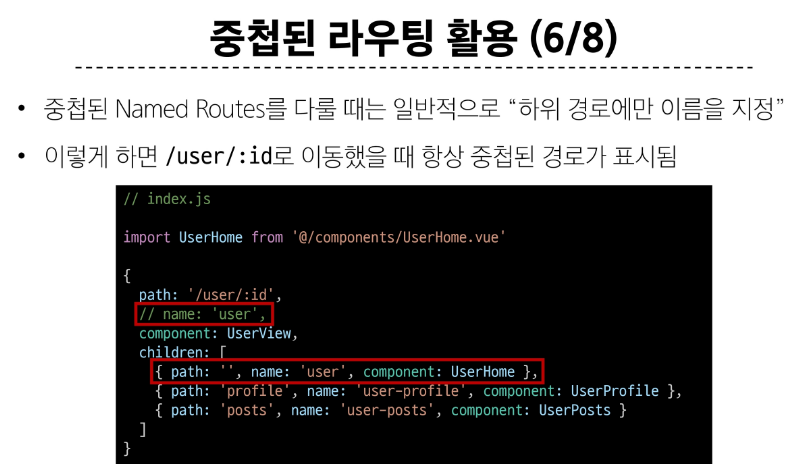 중첩된 라우팅 활용 (6/8)
• 중첩된 Named Routes를 다룰 때는 일반적으로 “하위 경로에만 이름을 지정”
• 이렇게 하면 /user/:id로 이동했을 때 항상 중첩된 경로가 표시됨
// index.js
import UserHome from '@/components/UserHome.vue'
{
  path: '/user/:id',
  // name: 'user',
  component: UserView,
  children: [
    { path: '', name: 'user', component: UserHome },
    { path: 'profile', name: 'user-profile', component: UserProfile },
    { path: 'posts', name: 'user-posts', component: UserPosts }
  ]
}